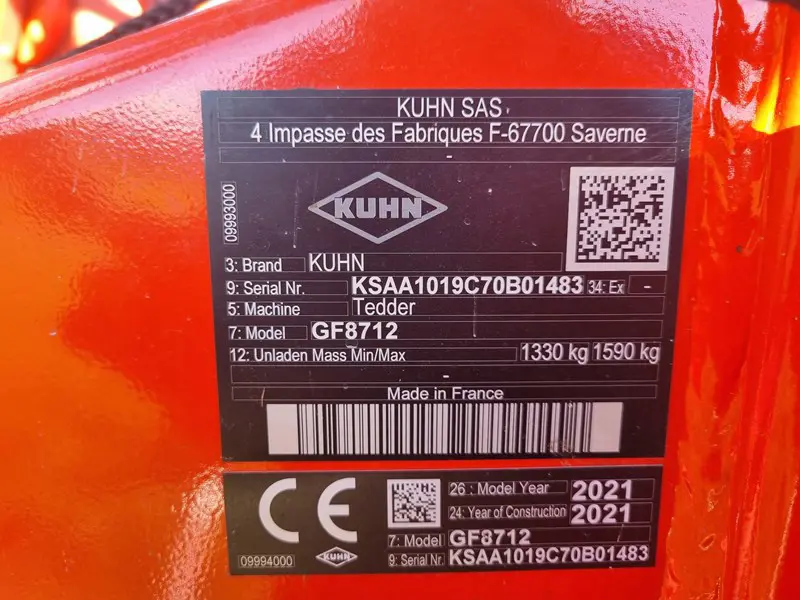 KUHN SAS
4 Impasse des Fabriques F-67700 Saverne
-
09993000
KUHN
3: Brand KUHN
9: Serial Nr. KSAA1019C70B01483 34: Ex -
5: Machine Tedder
7: Model GF8712
12: Unladen Mass Min/Max 1330 kg 1590 kg
-
Made in France
CE
26 : Model Year 2021
24: Year of Construction 2021
7: Model GF8712
09994000 KUHN 9: Serial Nr. KSAA1019C70B01483